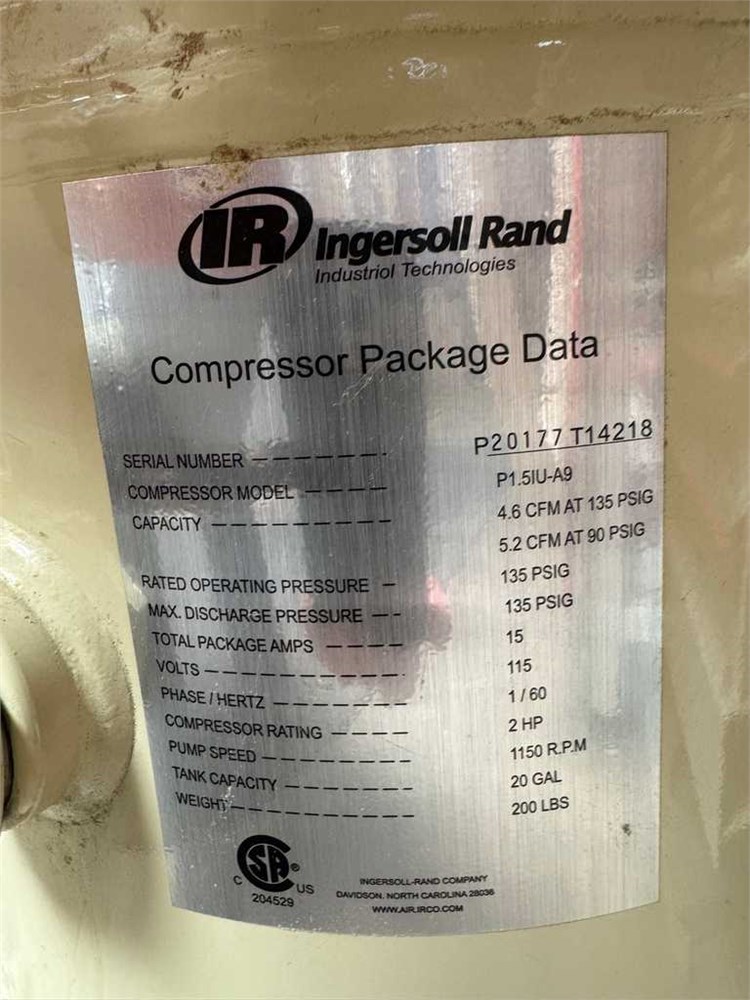 IR Ingersoll Rand
Industrial Technologies
Compressor Package Data
SERIAL NUMBER — — — — — —. P20177 T14218
COMPRESSOR MODEL — — — — P1.5IU-A9
CAPACITY — — — — — — — — — 4.6 CFM AT 135 PSIG
5.2 CFM AT 90 PSIG
RATED OPERATING PRESSURE — 135 PSIG
MAX. DISCHARGE PRESSURE — - 135 PSIG
TOTAL PACKAGE AMPS — — — — 15
VOLTS — — — — — — — — — —. 115
PHASE / HERTZ — — — — — — — 1 / 60
COMPRESSOR RATING — — — — 2 HP
PUMP SPEED — — — — — — — — 1150 R.P.M
TANK CAPACITY — — — — — — — 20 GAL
WEIGHT — — — — — — — — — 200 LBS
C SA ® US
204529
INGERSOLL-RAND COMPANY
DAVIDSON, NORTH CAROLINA 28036
WWW.AIR.IRCO.COM